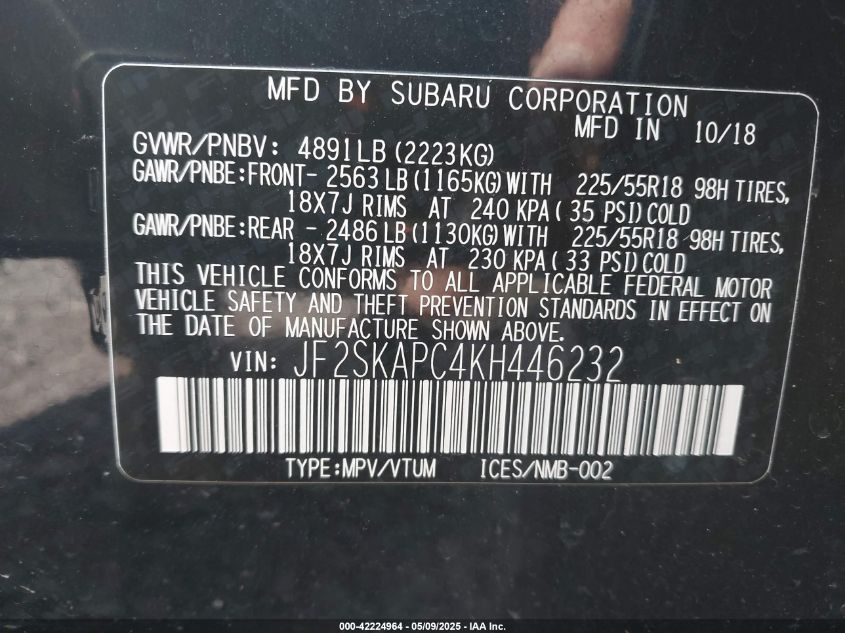 MFD BY SUBARU CORPORATION
MFD IN 10/18
GVWR/PNBV: 4891LB (2223KG)
GAWR/PNBE:FRONT- 2563 LB (1165KG) WITH 225/55R18 98H TIRES,
18X7J RIMS AT 240 KPA ( 35 PSI) COLD
GAWR/PNBE:REAR - 2486 LB (1130KG) WITH 225/55R18 98H TIRES,
18X7J RIMS AT 230 KPA ( 33 PSI) COLD
THIS VEHICLE CONFORMS TO ALL APPLICABLE FEDERAL MOTOR
VEHICLE SAFETY AND THEFT PREVENTION STANDARDS IN EFFECT ON
THE DATE OF MANUFACTURE SHOWN ABOVE.
VIN: JF2SKAPC4KH446232
TYPE:MPV/VTUM ICES/NMB-002
000-42224964 - 05/09/2025 - IAA Inc.